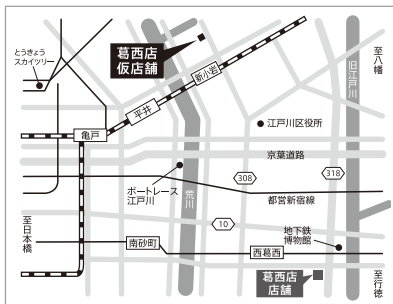 とうきょう
スカイツリー
葛西店
仮店舗
至八幡
旧江戸川
新小岩
平井
亀戸
江戸川区役所
京葉道路
ボートレース
江戸川
荒川
308
318
都営新宿線
至日本橋
10
南砂町
西葛西
地下鉄
博物館
葛西店
店舗
至行徳